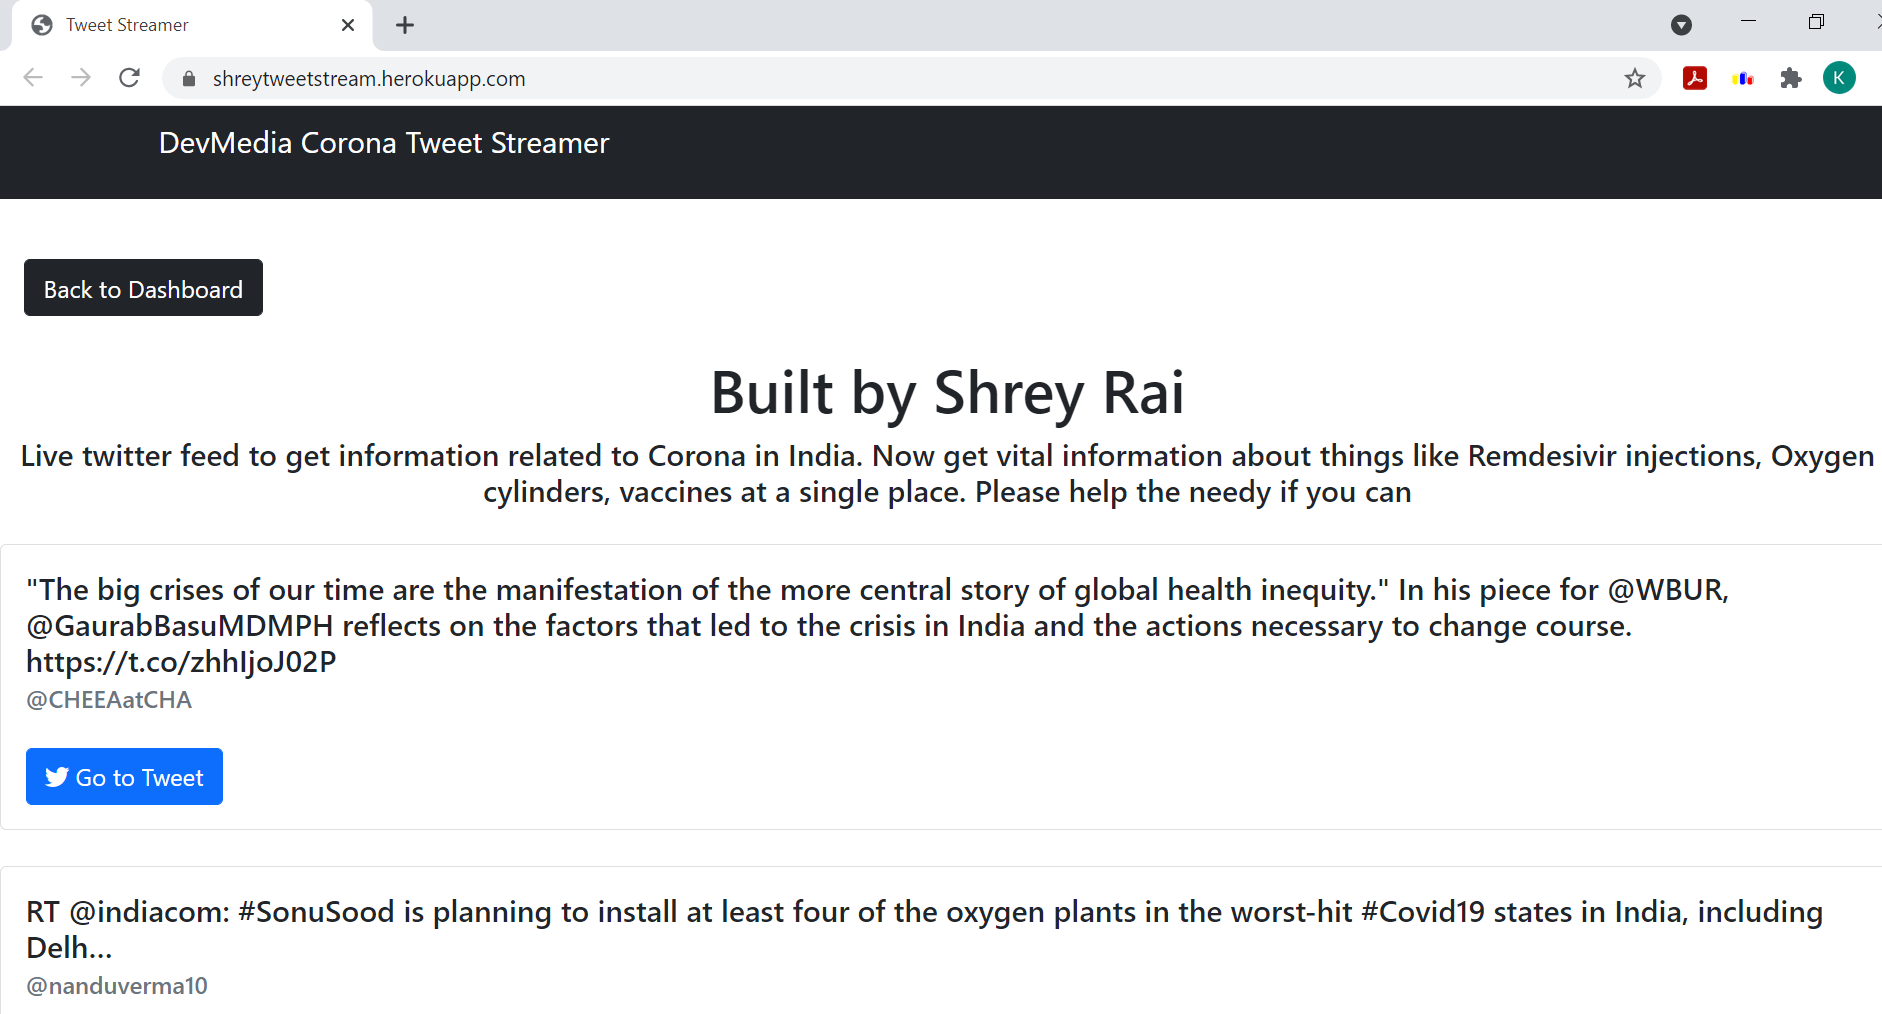 Tweet Streamer
shreytweetstream.herokuapp.com
K
DevMedia Corona Tweet Streamer
Back to Dashboard
Built by Shrey Rai
Live twitter feed to get information related to Corona in India. Now get vital information about things like Remdesivir injections, Oxygen
cylinders, vaccines at a single place. Please help the needy if you can
"The big crises of our time are the manifestation of the more central story of global health inequity." In his piece for @WBUR,
@GaurabBasuMDMPH reflects on the factors that led to the crisis in India and the actions necessary to change course.
https://t.co/zhhIjoJ02P
@CHEEAatCHA
Go to Tweet
RT @indiacom: #SonuSood is planning to install at least four of the oxygen plants in the worst-hit #Covid19 states in India, including
Delh…
@nanduverma10